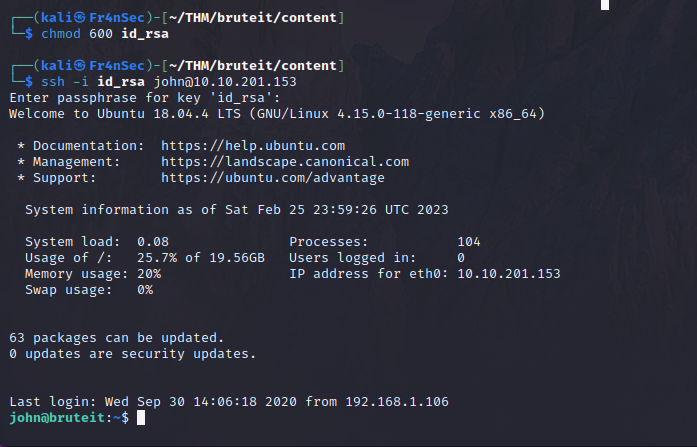 ┌──(kali㉿Fr4nSec)-[~/THM/bruteit/content]
└─$ chmod 600 id_rsa
┌──(kali㉿Fr4nSec)-[~/THM/bruteit/content]
└─$ ssh -i id_rsa john@10.10.201.153
Enter passphrase for key 'id_rsa':
Welcome to Ubuntu 18.04.4 LTS (GNU/Linux 4.15.0-118-generic x86_64)
* Documentation:  https://help.ubuntu.com
* Management:     https://landscape.canonical.com
* Support:        https://ubuntu.com/advantage
System information as of Sat Feb 25 23:59:26 UTC 2023
System load:  0.08               Processes:           104
Usage of /:   25.7% of 19.56GB   Users logged in:     0
Memory usage: 20%                IP address for eth0: 10.10.201.153
Swap usage:   0%
63 packages can be updated.
0 updates are security updates.
Last login: Wed Sep 30 14:06:18 2020 from 192.168.1.106
john@bruteit:~$